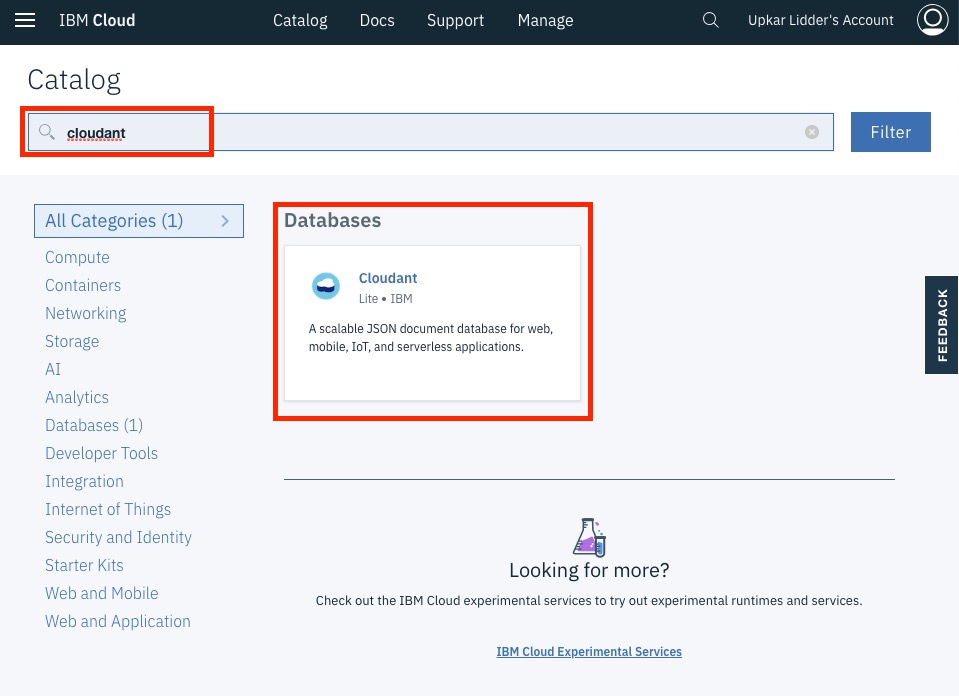 IBM Cloud
Catalog
Docs
Support
Manage
Upkar Lidder's Account
Catalog
cloudant
Filter
All Categories (1)
Compute
Containers
Networking
Storage
AI
Analytics
Databases (1)
Developer Tools
Integration
Internet of Things
Security and Identity
Starter Kits
Web and Mobile
Web and Application
Databases
Cloudant
Lite • IBM
A scalable JSON document database for web,
mobile, IoT, and serverless applications.
Looking for more?
Check out the IBM Cloud experimental services to try out experimental runtimes and services.
IBM Cloud Experimental Services
FEEDBACK